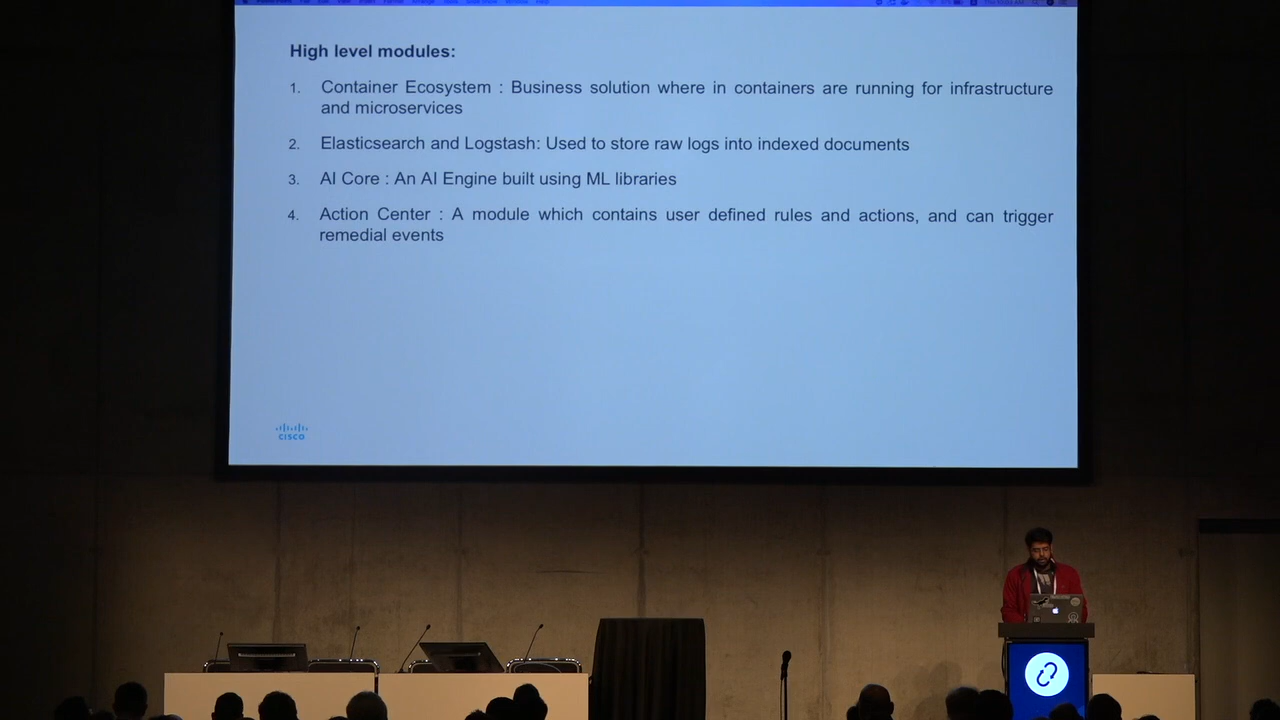 High level modules:
1. Container Ecosystem : Business solution where in containers are running for infrastructure
and microservices
2. Elasticsearch and Logstash: Used to store raw logs into indexed documents
3. AI Core : An AI Engine built using ML libraries
4. Action Center : A module which contains user defined rules and actions, and can trigger
remedial events
CISCO